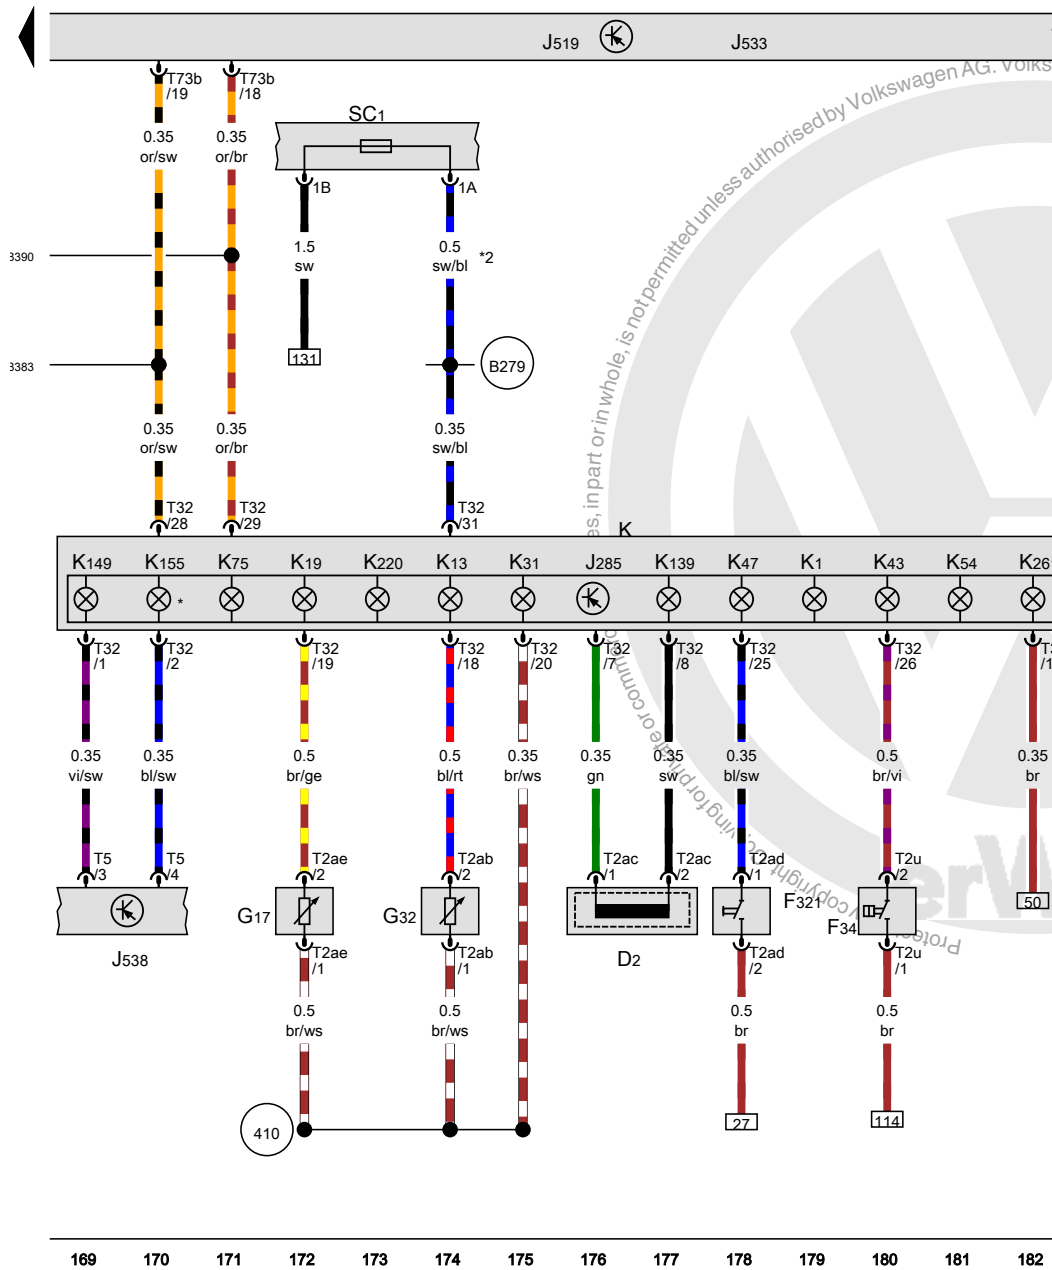 J519
J533
T73b
/19
T73b
/18
SC1
0.35
or/sw
0.35
or/br
1B
1A
1.5
sw
0.5
sw/bl
*2
3390
131
3383
B279
0.35
or/sw
0.35
or/br
0.35
sw/bl
T32
/28
T32
/29
T32
/31
K
K149
K155
K75
K19
K220
K13
K31
J285
K139
K47
K1
K43
K54
K26
*
T32
/1
T32
/2
T32
/19
T32
/18
T32
/20
T32
/7
T32
/8
T32
/25
T32
/26
0.35
vi/sw
0.35
bl/sw
0.5
br/ge
0.5
bl/rt
0.35
br/ws
0.35
gn
0.35
sw
0.35
bl/sw
0.5
br/vi
0.35
br
T5
/3
T5
/4
T2ae
/2
T2ab
/2
T2ac
/1
T2ac
/2
T2ad
/1
T2u
/2
50
G17
G32
F321
F34
J538
D2
T2ae
/1
T2ab
/1
T2ad
/2
T2u
/1
0.5
br/ws
0.5
br/ws
0.5
br
0.5
br
410
27
114
169 170 171 172 173 174 175 176 177 178 179 180 181 182
by Volkswagen AG. Volks
authorised
unless
permitted
is not
in part or in whole,
copyright
Protected